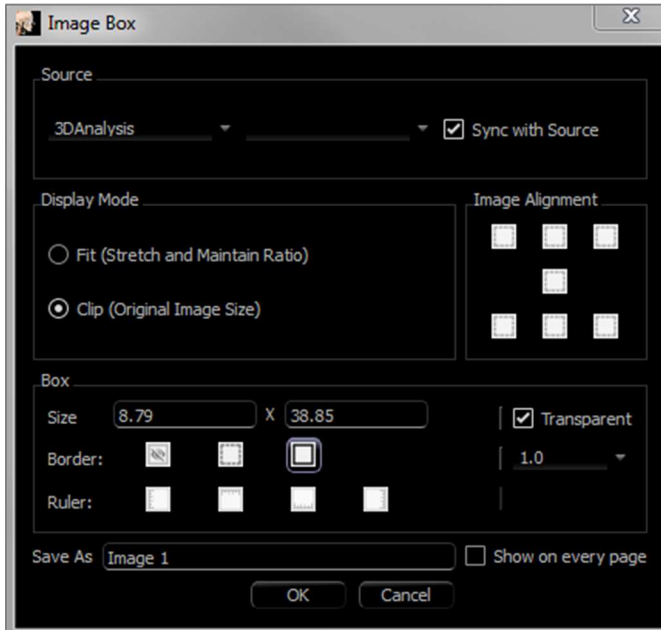 Image Box
Source
3DAnalysis
Sync with Source
Display Mode
Image Alignment
Fit (Stretch and Maintain Ratio)
Clip (Original Image Size)
Box
Size 8.79 X 38.85
Transparent
Border:
1.0
Ruler:
Save As Image 1
Show on every page
OK Cancel